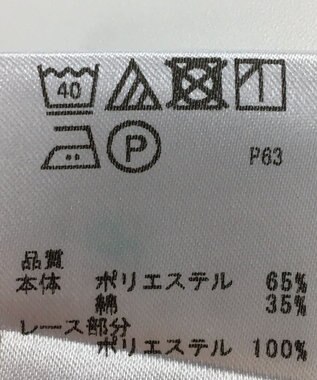 40
P P63
品質
本体 ポリエステル 65%
綿 35%
レース部分
ポリエステル 100%